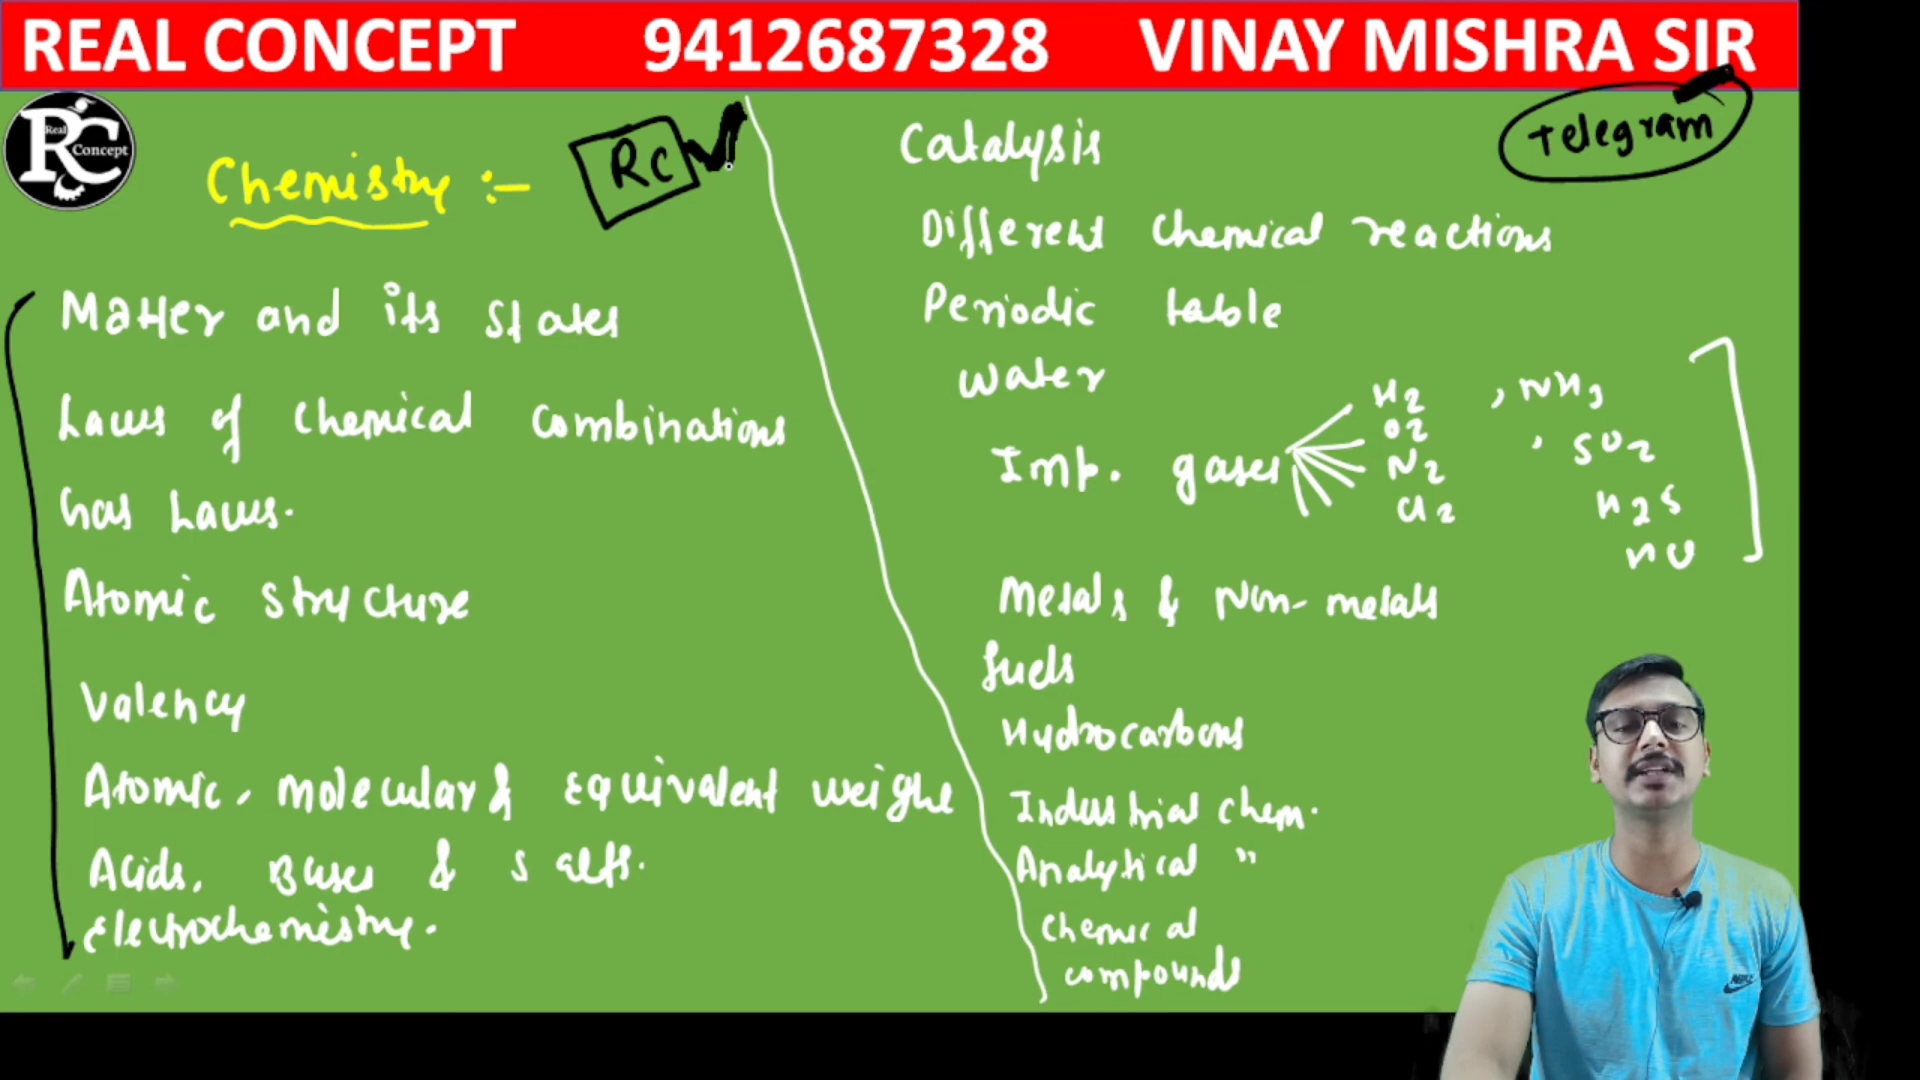 REAL CONCEPT 9412687328 VINAY MISHRA SIR
RC Real Concept
Chemistry :-
Rc
Telegram
Matter and its states
Laws of chemical combinations
Gas Laws.
Atomic structure
Valency
Atomic, molecular & Equivalent weight
Acids, Bases & salts.
Electrochemistry.
Catalysis
Different chemical reactions
Periodic table
Water
Imp. gases
H2 , NH3
O2 , SO2
N2
Cl2 H2S
Metals & Non-metals
fuels
Hydrocarbons
Industrial chem.
Analytical "
chemical
compounds
NIKE